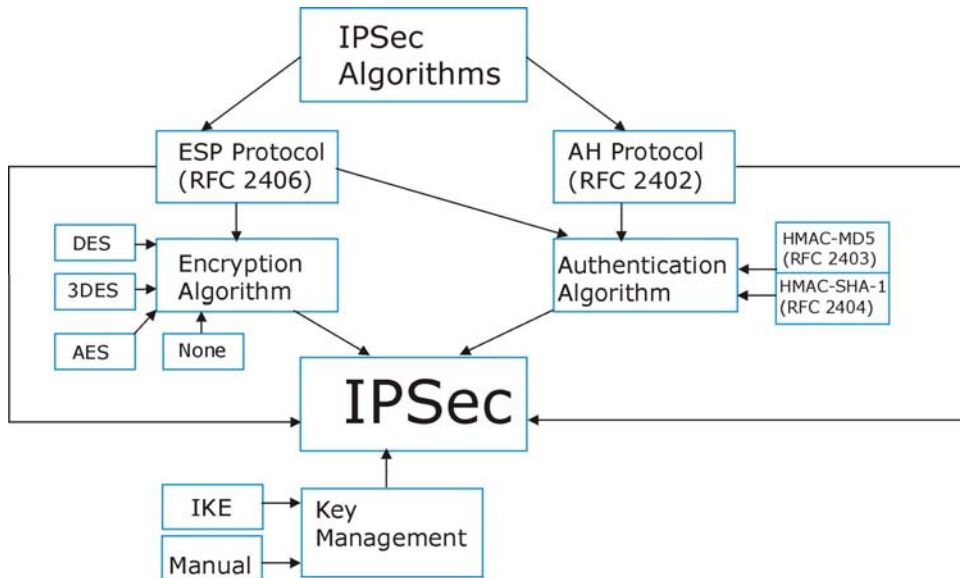 IPSec
Algorithms
ESP Protocol
(RFC 2406)
AH Protocol
(RFC 2402)
DES
3DES
AES
None
Encryption
Algorithm
Authentication
Algorithm
HMAC-MD5
(RFC 2403)
HMAC-SHA-1
(RFC 2404)
IPSec
IKE
Manual
Key
Management